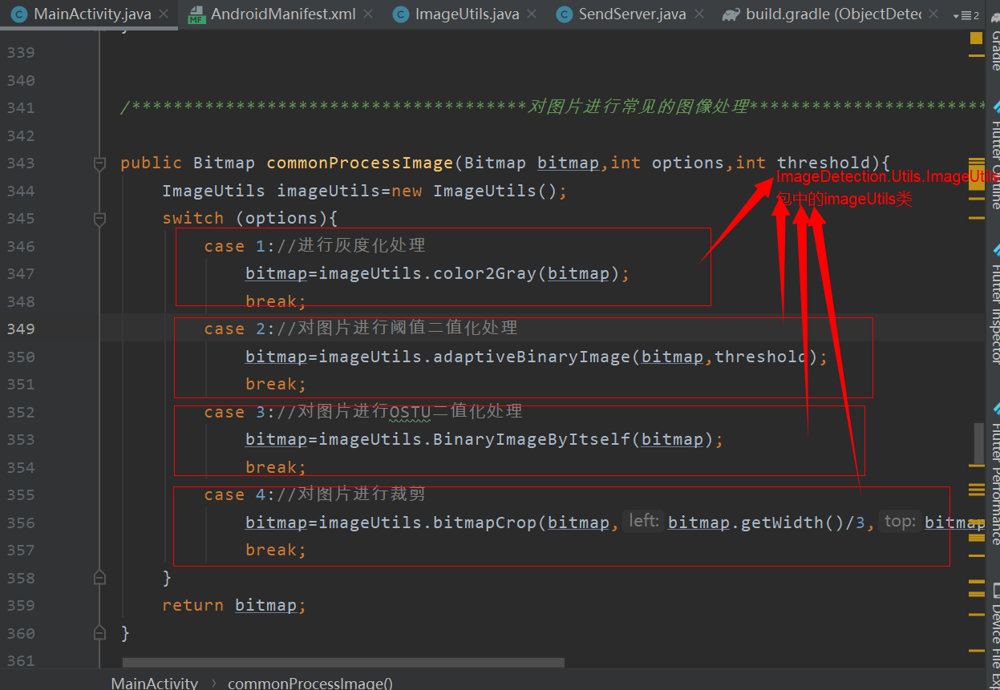 MainActivity.java AndroidManifest.xml ImageUtils.java SendServer.java build.gradle (ObjectDetec 2
339
340
341 /**************************************对图片进行常见的图像处理***********************
342
343 public Bitmap commonProcessImage(Bitmap bitmap,int options,int threshold){
ImageDetection.Utils.ImageUtils
344 ImageUtils imageUtils=new ImageUtils();
包中的imageUtils类
345 switch (options){
346 case 1://进行灰度化处理
347 bitmap=imageUtils.color2Gray(bitmap);
348 break;
349 case 2://对图片进行阈值二值化处理
350 bitmap=imageUtils.adaptiveBinaryImage(bitmap,threshold);
351 break;
352 case 3://对图片进行OSTU二值化处理
353 bitmap=imageUtils.BinaryImageByItself(bitmap);
354 break;
355 case 4://对图片进行裁剪
356 bitmap=imageUtils.bitmapCrop(bitmap, left: bitmap.getWidth()/3, top: bitmap
357 break;
358 }
359 return bitmap;
360 }
361
MainActivity › commonProcessImage()
Gradle
Flutter Outline
Flutter Inspector
Flutter Performance
Device File Ex